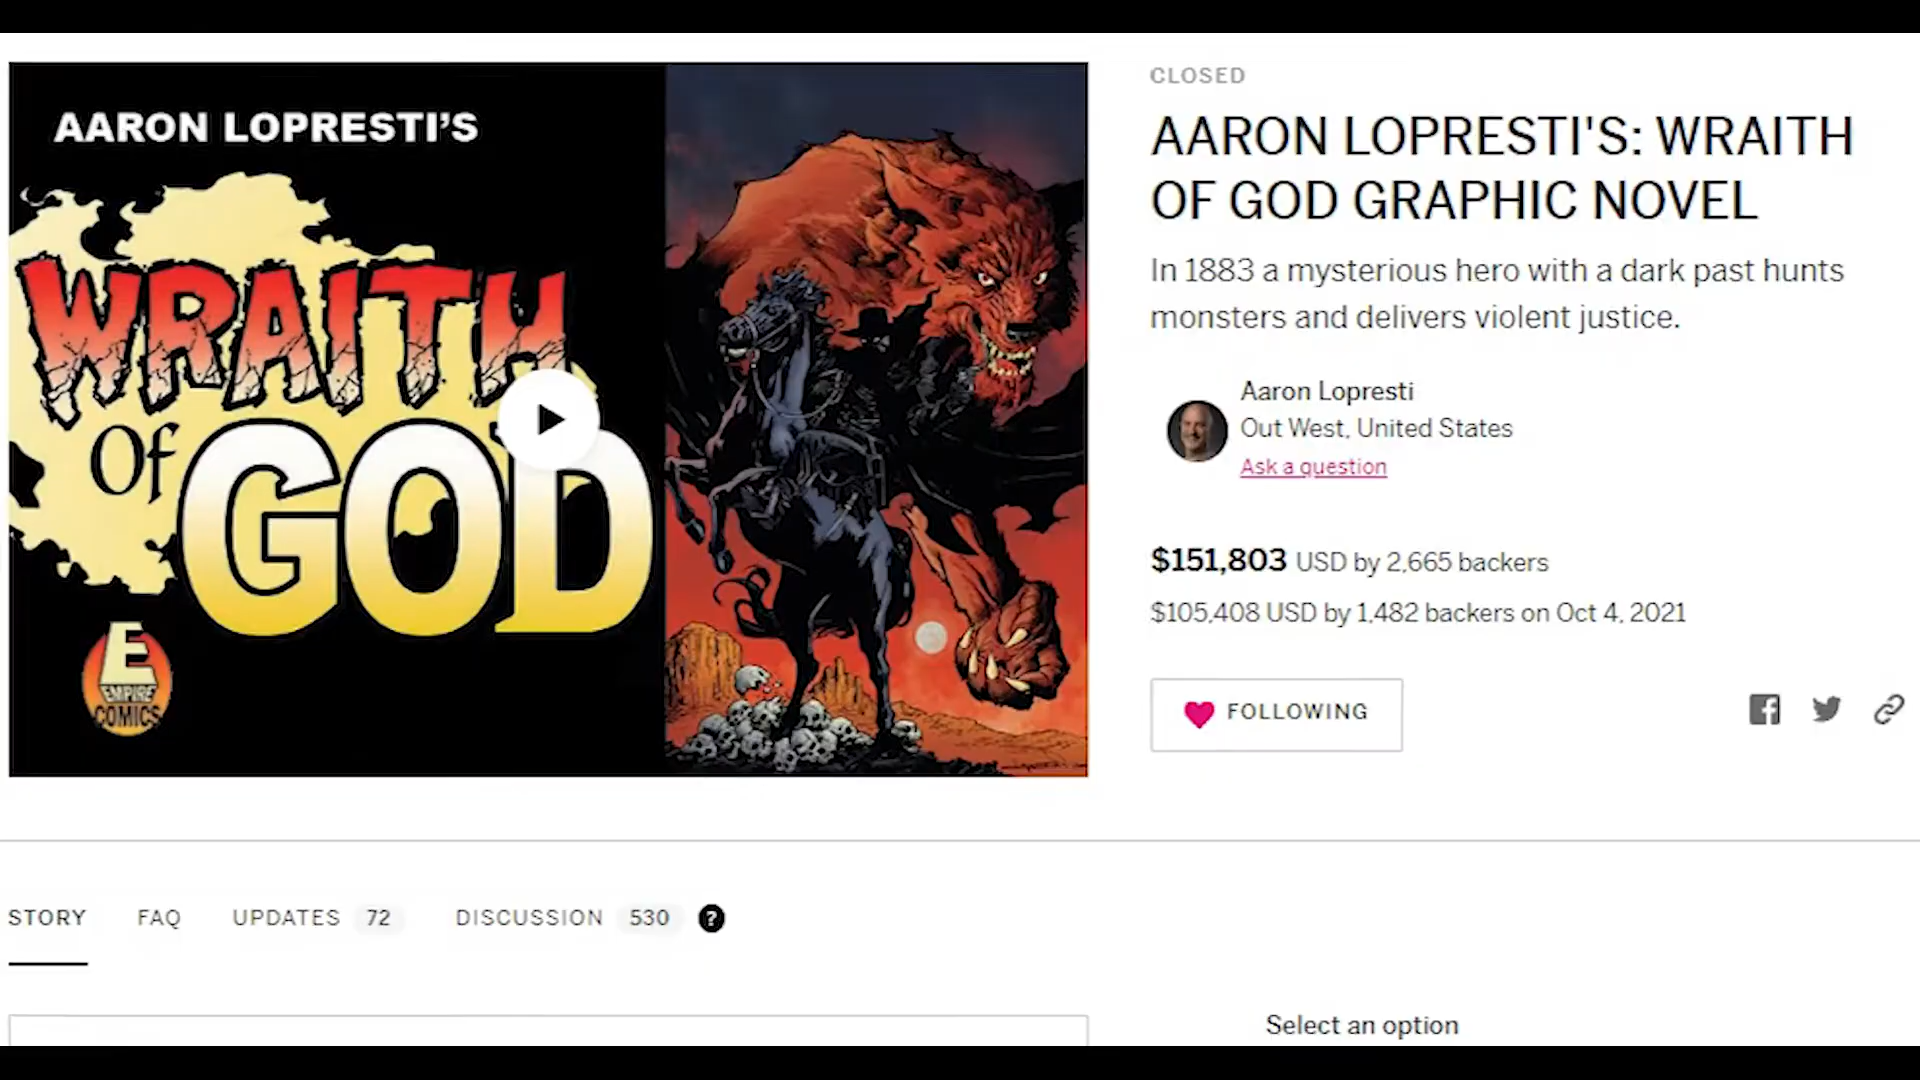 AARON LOPRESTI'S
WRAITH
Of
GOD
E
EMPIRE
COMICS
CLOSED
AARON LOPRESTI'S: WRAITH
OF GOD GRAPHIC NOVEL
In 1883 a mysterious hero with a dark past hunts
monsters and delivers violent justice.
Aaron Lopresti
Out West, United States
Ask a question
$151,803 USD by 2,665 backers
$105,408 USD by 1,482 backers on Oct 4, 2021
FOLLOWING
STORY FAQ UPDATES 72 DISCUSSION 530 ?
Select an option